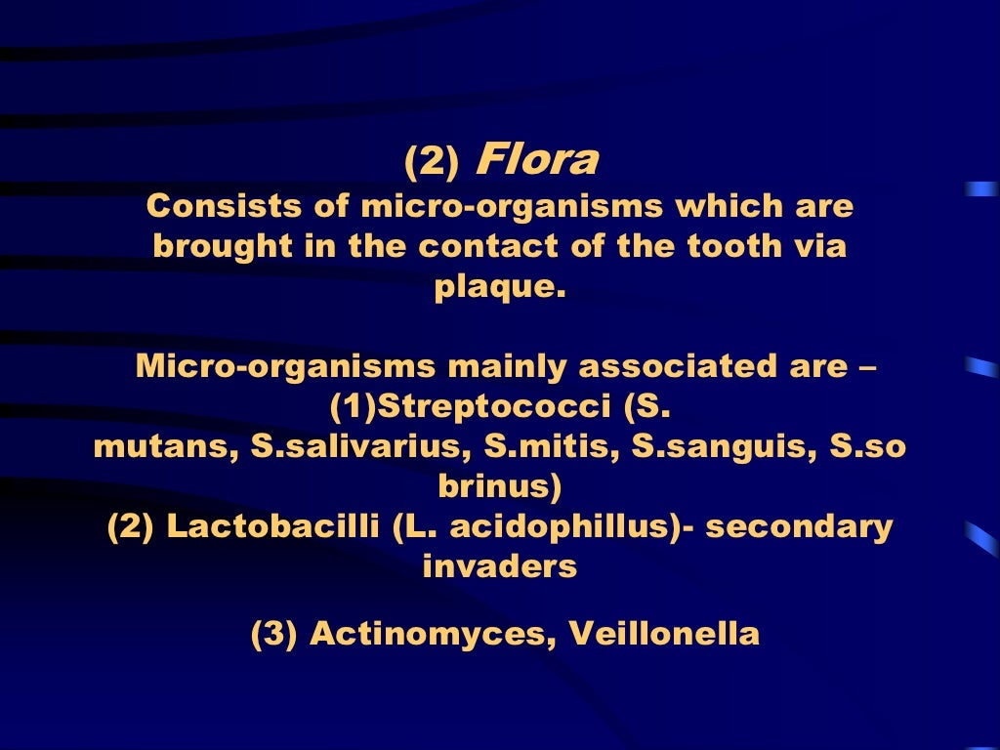 (2) Flora
Consists of micro-organisms which are
brought in the contact of the tooth via
plaque.
Micro-organisms mainly associated are –
(1)Streptococci (S.
mutans, S.salivarius, S.mitis, S.sanguis, S.so
brinus)
(2) Lactobacilli (L. acidophillus)- secondary
invaders
(3) Actinomyces, Veillonella